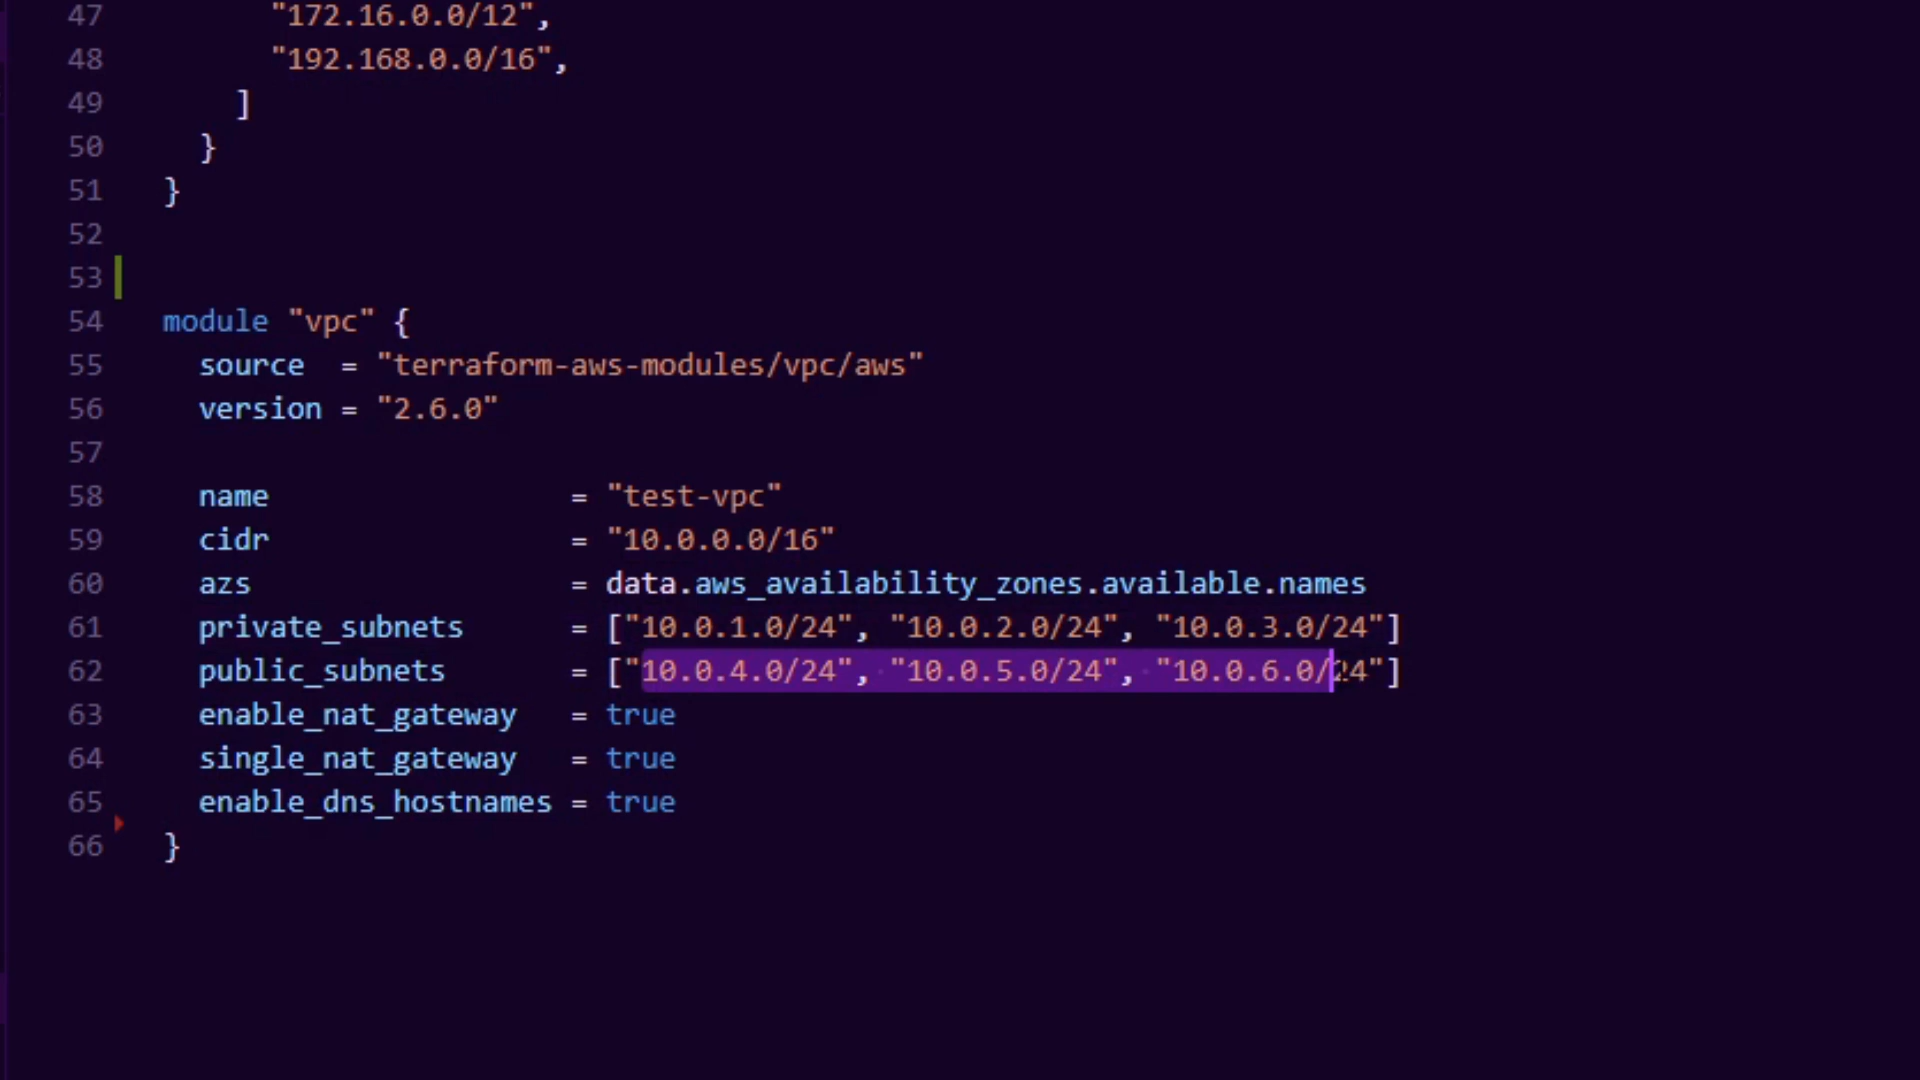 47 "172.16.0.0/12",
48 "192.168.0.0/16",
49 ]
50 }
51 }
52
53
54 module "vpc" {
55 source = "terraform-aws-modules/vpc/aws"
56 version = "2.6.0"
57
58 name = "test-vpc"
59 cidr = "10.0.0.0/16"
60 azs = data.aws_availability_zones.available.names
61 private_subnets = ["10.0.1.0/24", "10.0.2.0/24", "10.0.3.0/24"]
62 public_subnets = ["10.0.4.0/24", "10.0.5.0/24", "10.0.6.0/24"]
63 enable_nat_gateway = true
64 single_nat_gateway = true
65 enable_dns_hostnames = true
66 }